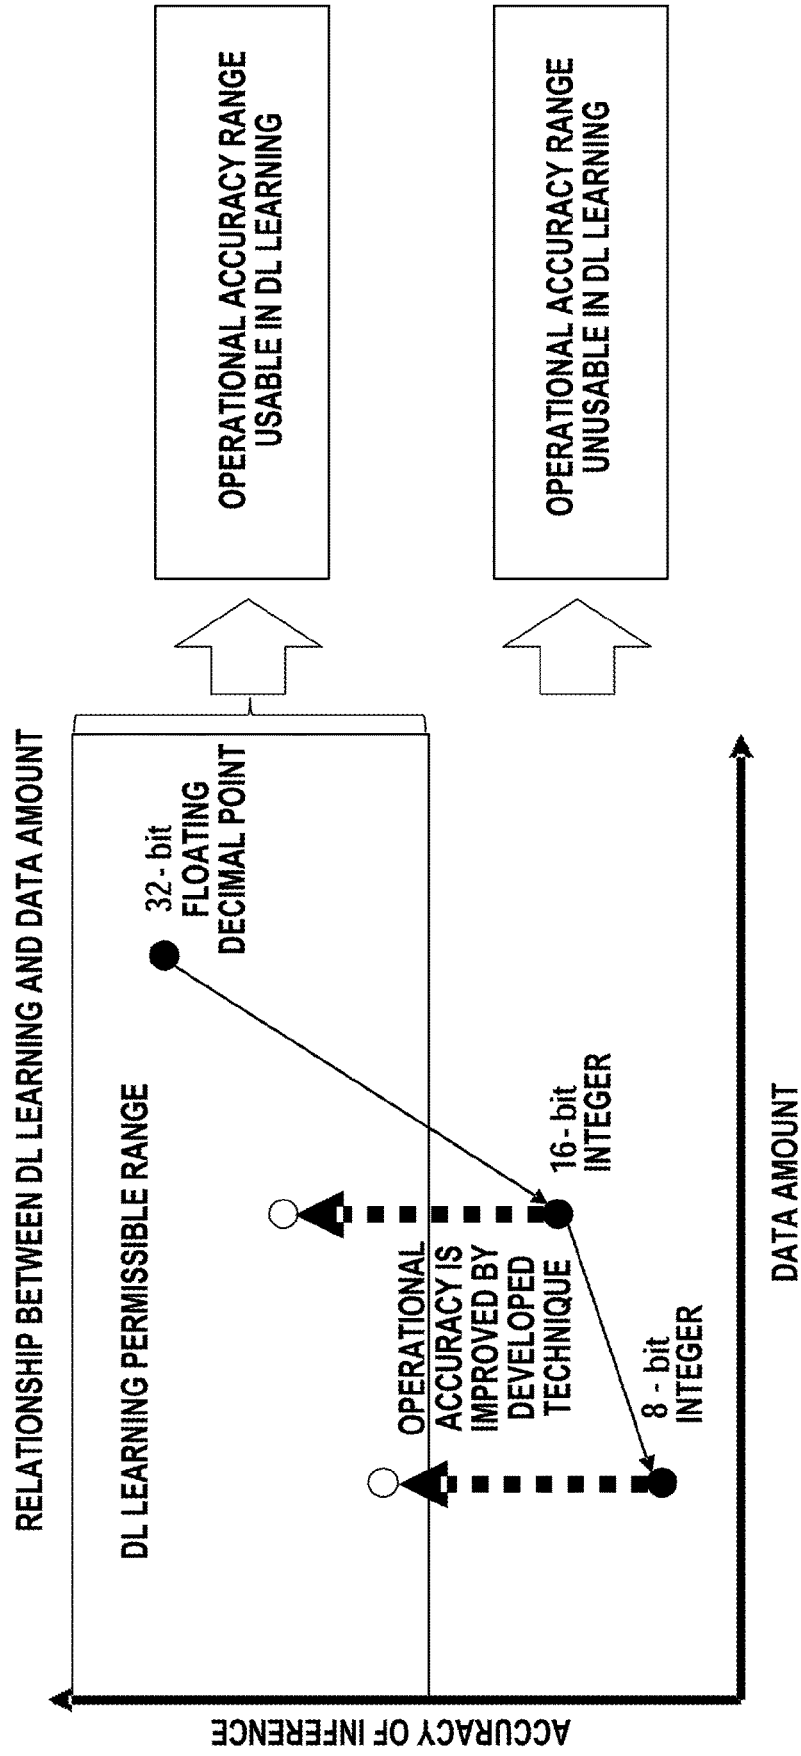 RELATIONSHIP BETWEEN DL LEARNING AND DATA AMOUNT
DL LEARNING PERMISSIBLE RANGE
32- bit
FLOATING
DECIMAL POINT
OPERATIONAL ACCURACY RANGE
USABLE IN DL LEARNING
OPERATIONAL
ACCURACY IS
IMPROVED BY
DEVELOPED
TECHNIQUE
16- bit
INTEGER
8 - bit
INTEGER
OPERATIONAL ACCURACY RANGE
UNUSABLE IN DL LEARNING
ACCURACY OF INFERENCE
DATA AMOUNT